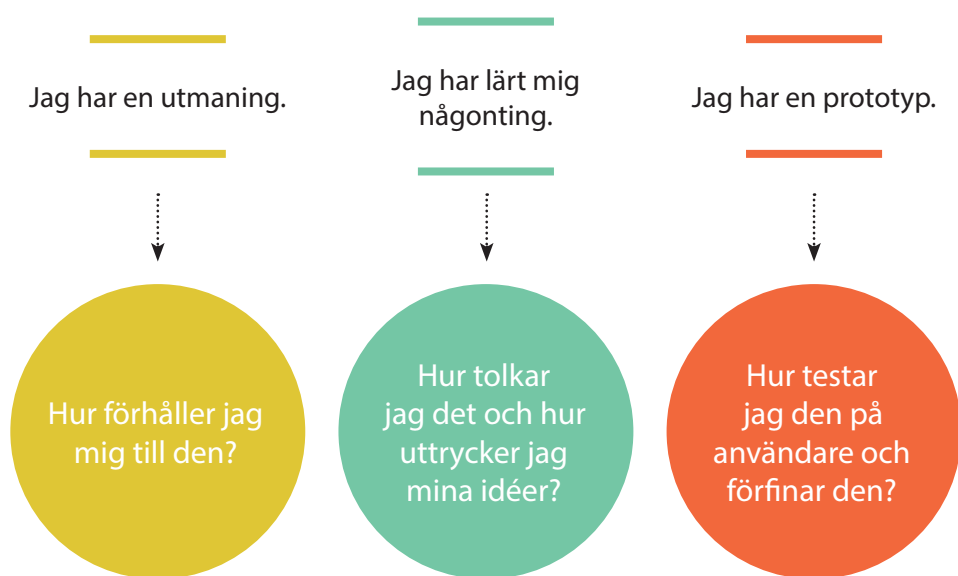 Jag har en utmaning.
Jag har lärt mig
någonting.
Jag har en prototyp.
Hur förhåller jag
mig till den?
Hur tolkar
jag det och hur
uttrycker jag
mina idéer?
Hur testar
jag den på
användare och
förfinar den?